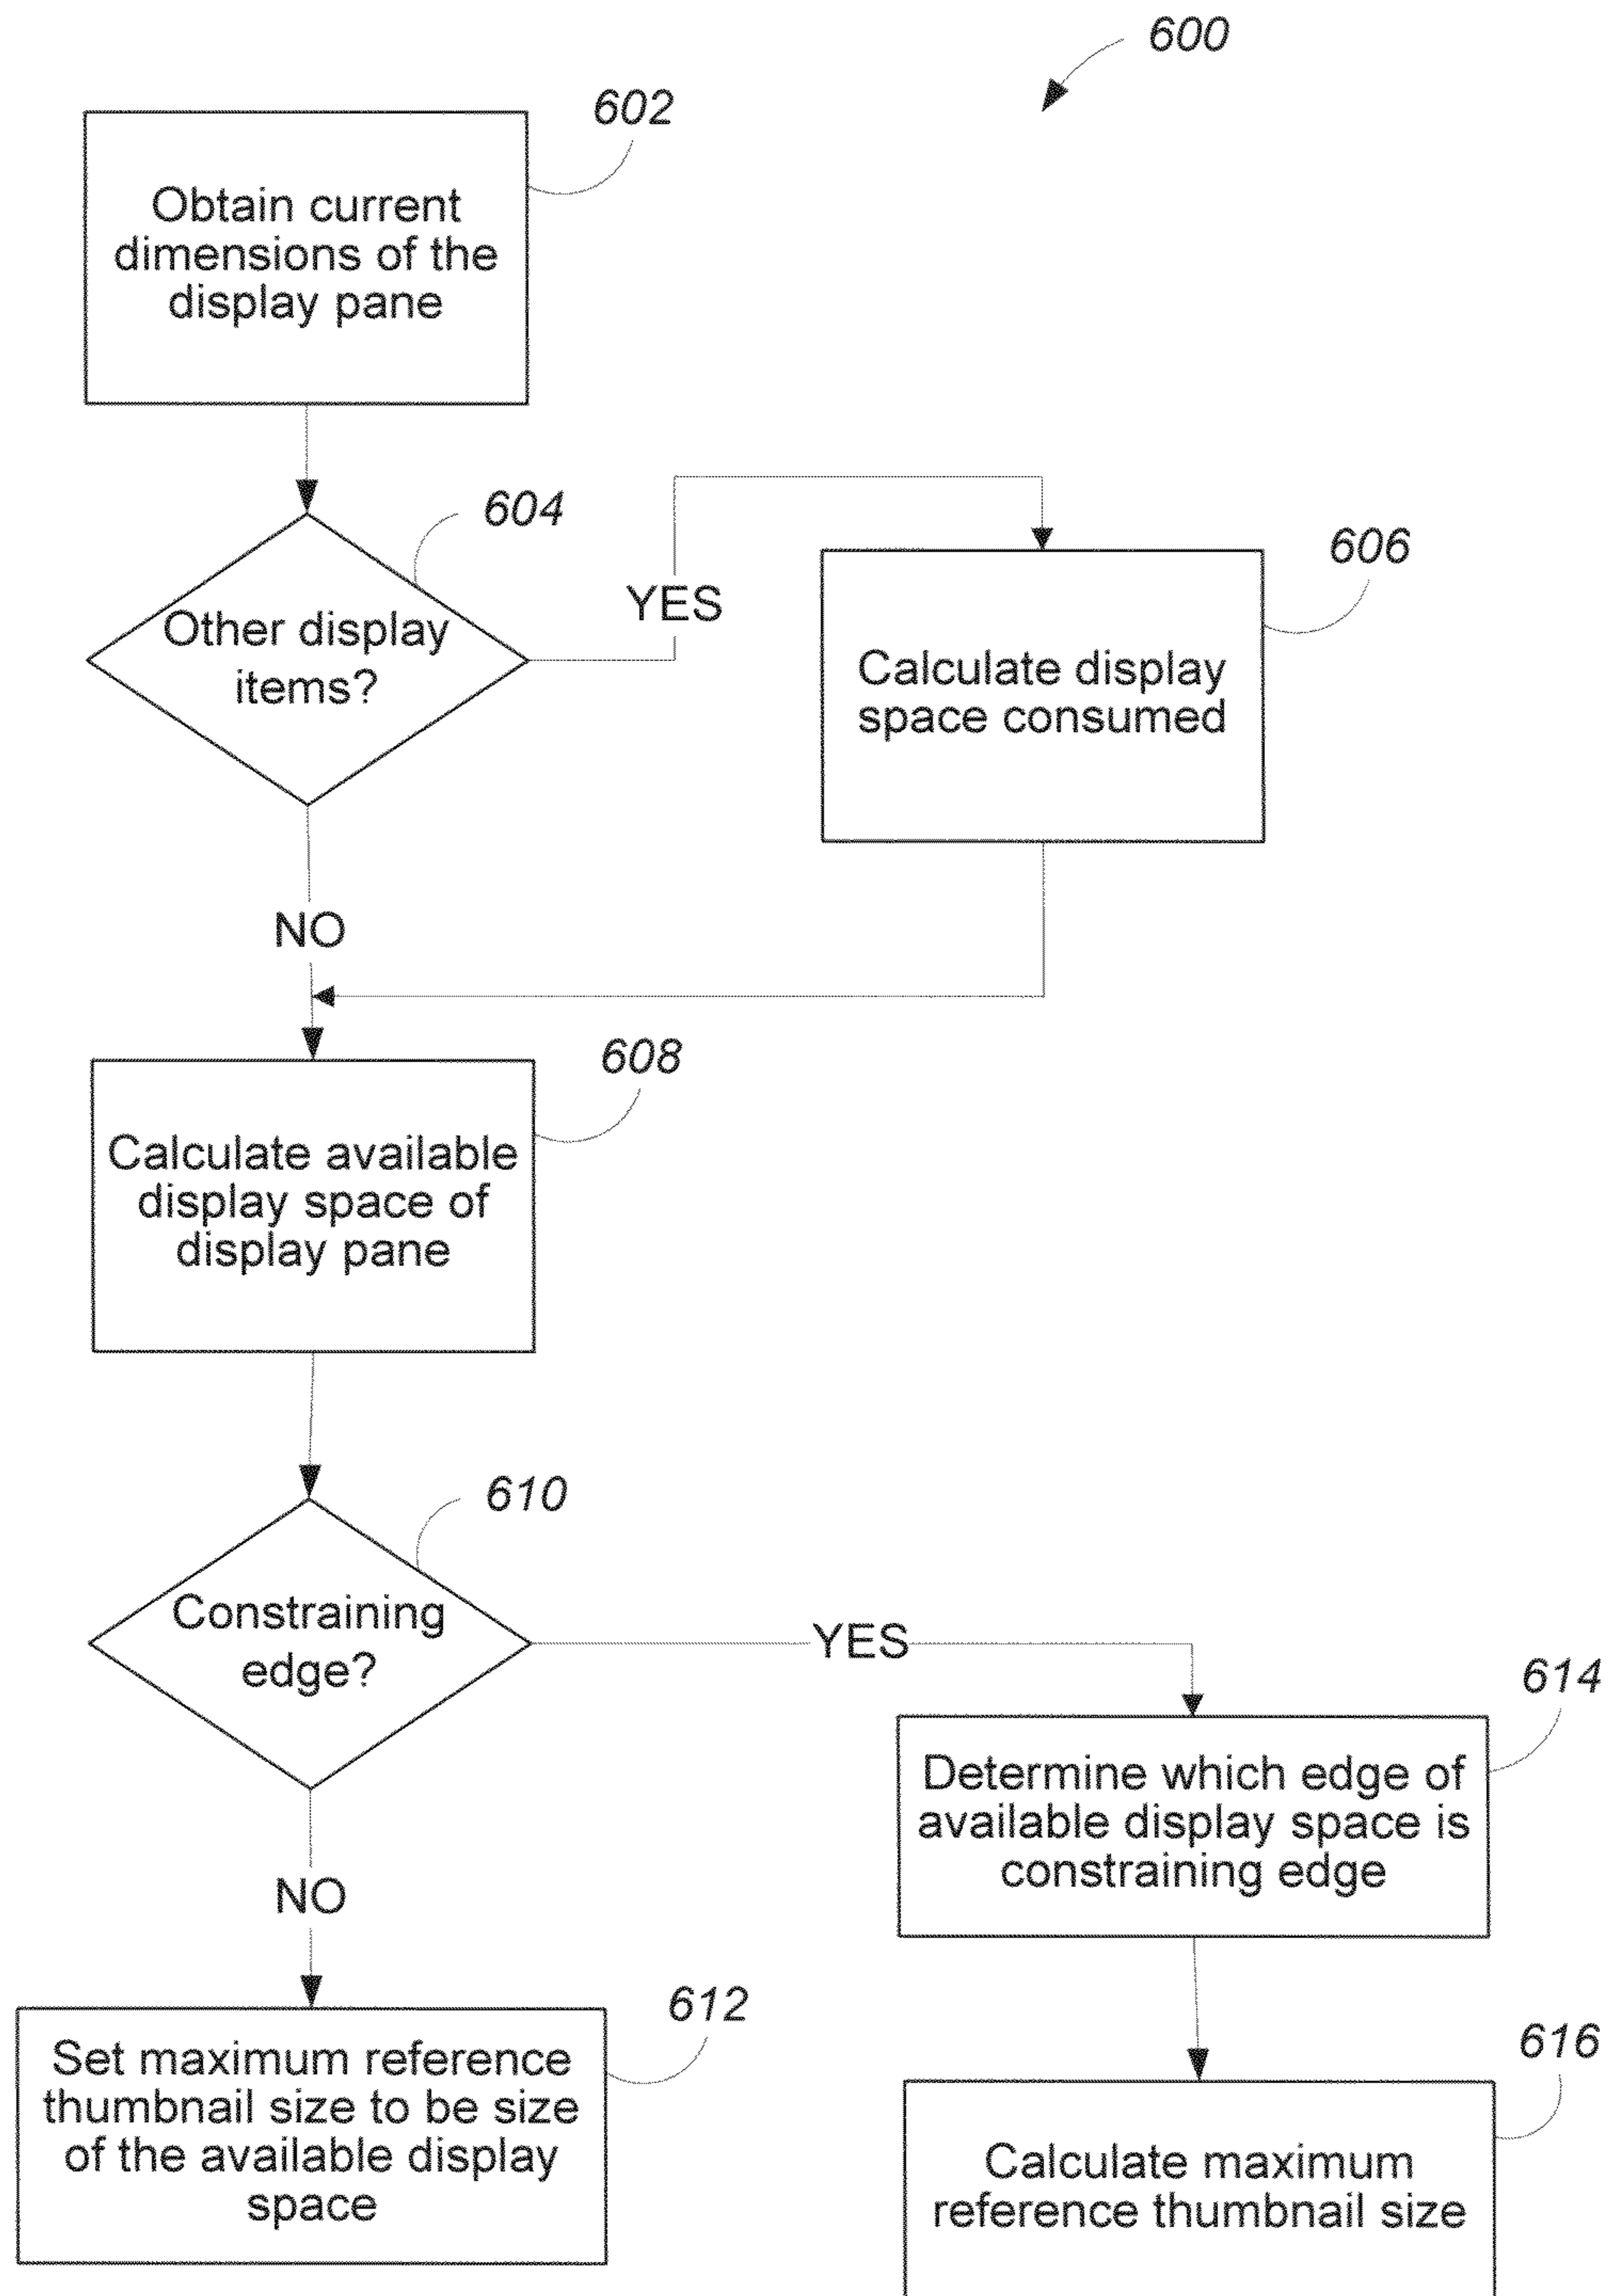 600
602
Obtain current
dimensions of the
display pane
604
Other display
items?
YES
606
Calculate display
space consumed
NO
608
Calculate available
display space of
display pane
610
Constraining
edge?
YES
614
Determine which edge of
available display space is
constraining edge
NO
612
Set maximum reference
thumbnail size to be size
of the available display
space
616
Calculate maximum
reference thumbnail size